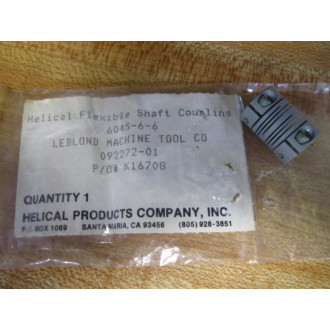 Helical Flexible Shaft Coupling
6045-6-6
LEBLOND MACHINE TOOL CO
092272-01
P/O# K16708
QUANTITY 1
HELICAL PRODUCTS COMPANY, INC.
P.O. BOX 1069 SANTA MARIA, CA 93456 (805) 928-3851